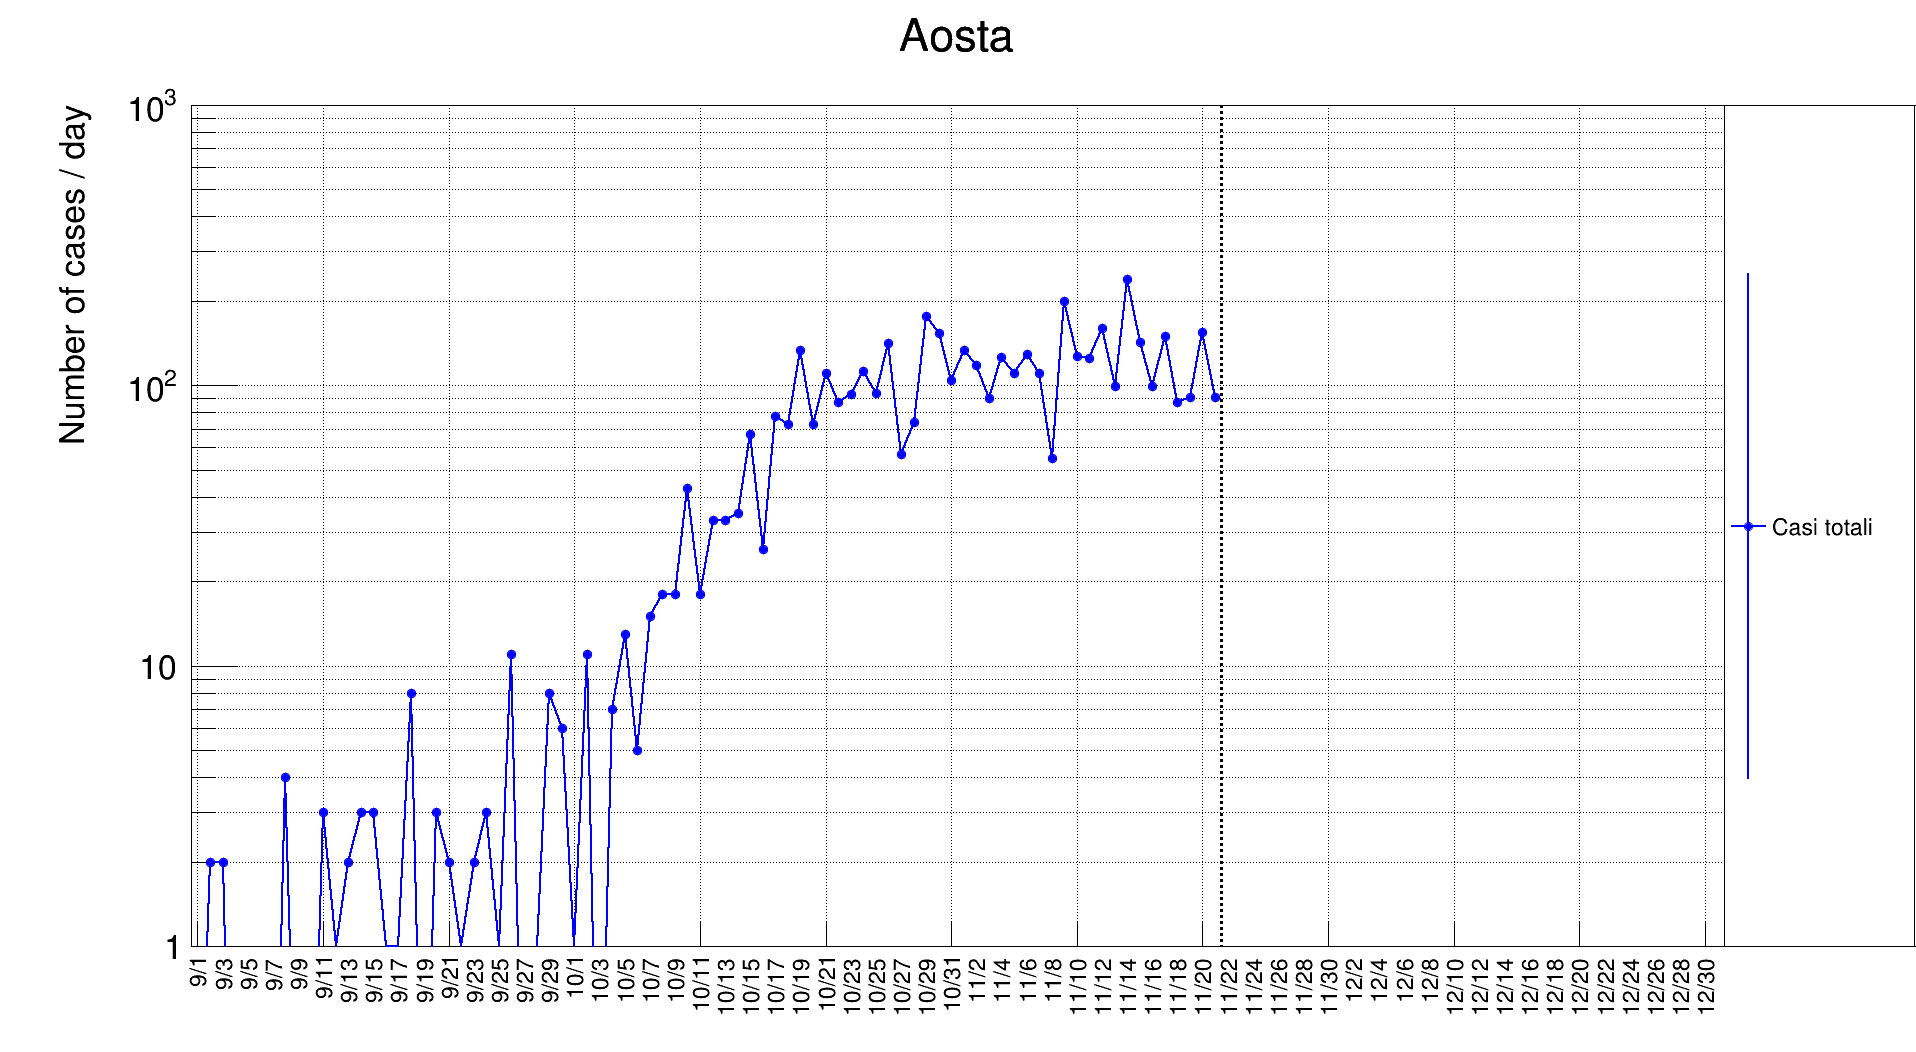 Aosta
Number of cases / day
10³
10²
10
1
9/1 9/3 9/5 9/7 9/9 9/11 9/13 9/15 9/17 9/19 9/21 9/23 9/25 9/27 9/29 10/1 10/3 10/5 10/7 10/9 10/11 10/13 10/15 10/17 10/19 10/21 10/23 10/25 10/27 10/29 10/31 11/2 11/4 11/6 11/8 11/10 11/12 11/14 11/16 11/18 11/20 11/22 11/24 11/26 11/28 11/30 12/2 12/4 12/6 12/8 12/10 12/12 12/14 12/16 12/18 12/20 12/22 12/24 12/26 12/28 12/30
Casi totali